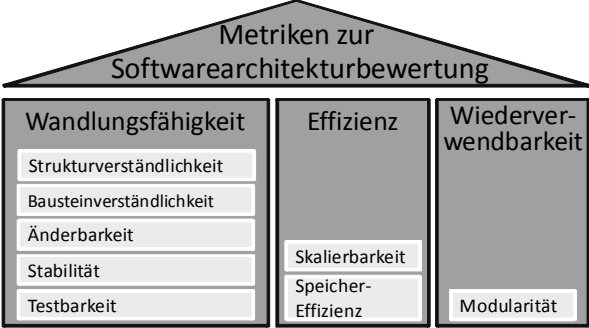 Metriken zur
Softwarearchitekturbewertung
Wandlungsfähigkeit
Strukturverständlichkeit
Bausteinverständlichkeit
Änderbarkeit
Stabilität
Testbarkeit
Effizienz
Skalierbarkeit
Speicher-
Effizienz
Wiederver-
wendbarkeit
Modularität